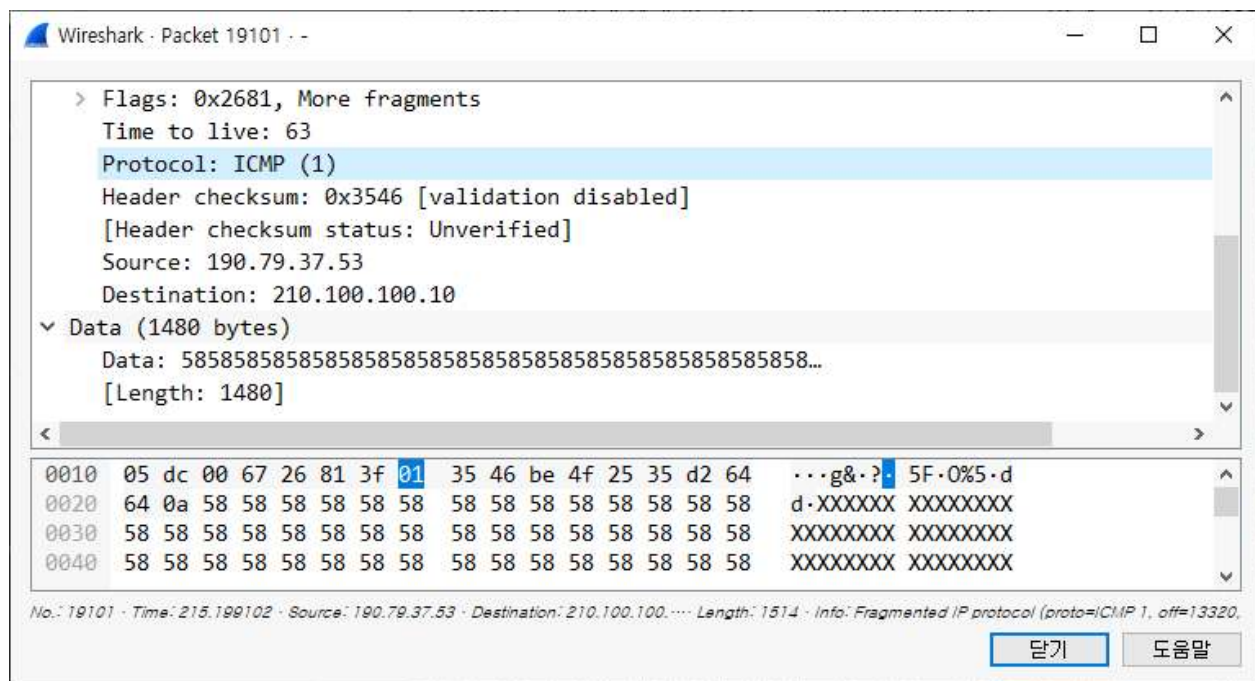 Wireshark · Packet 19101 · -
> Flags: 0x2681, More fragments
Time to live: 63
Protocol: ICMP (1)
Header checksum: 0x3546 [validation disabled]
[Header checksum status: Unverified]
Source: 190.79.37.53
Destination: 210.100.100.10
Data (1480 bytes)
Data: 585858585858585858585858585858585858585858585858…
[Length: 1480]
0010 05 dc 00 67 26 81 3f 01 35 46 be 4f 25 35 d2 64 ···g&·?· 5F·O%5·d
0020 64 0a 58 58 58 58 58 58 58 58 58 58 58 58 58 58 d·XXXXXX XXXXXXXX
0030 58 58 58 58 58 58 58 58 58 58 58 58 58 58 58 58 XXXXXXXX XXXXXXXX
0040 58 58 58 58 58 58 58 58 58 58 58 58 58 58 58 58 XXXXXXXX XXXXXXXX
No.: 19101 · Time: 215.199102 · Source: 190.79.37.53 · Destination: 210.100.100.···· Length: 1514 · Info: Fragmented IP protocol (proto=ICMP 1, off=13320,
닫기 도움말